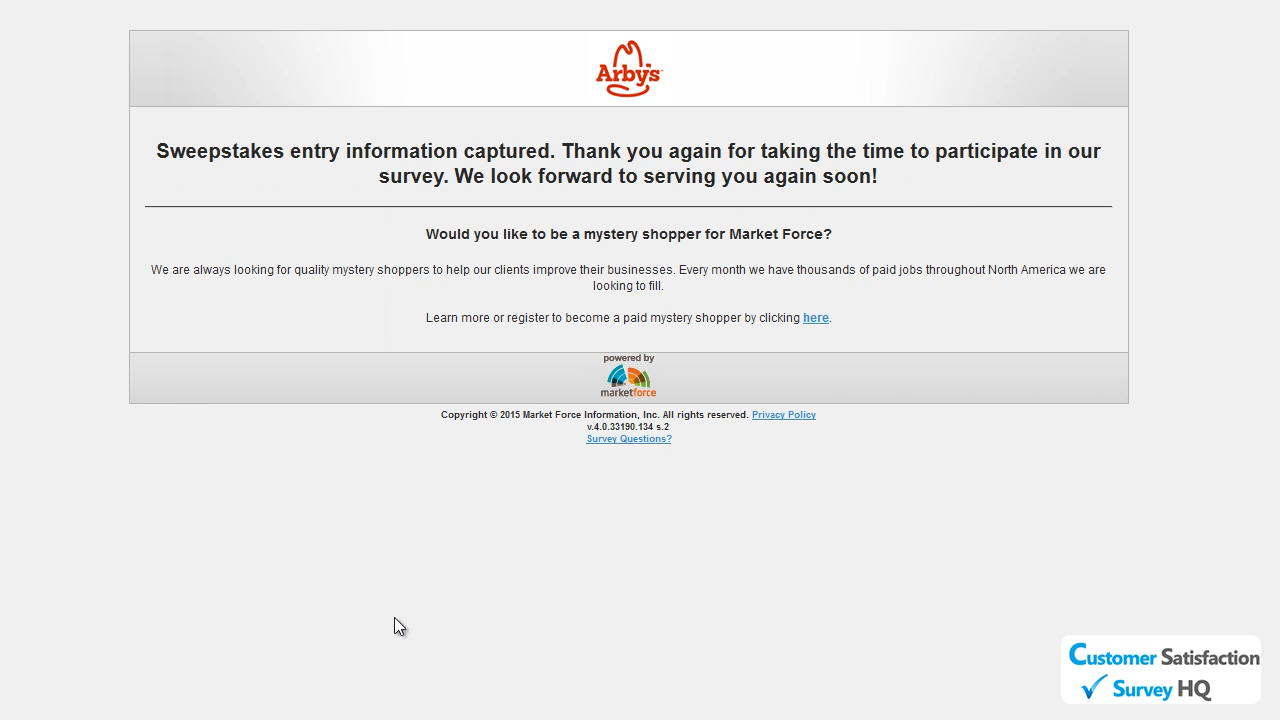 Arby's
Sweepstakes entry information captured. Thank you again for taking the time to participate in our
survey. We look forward to serving you again soon!
Would you like to be a mystery shopper for Market Force?
We are always looking for quality mystery shoppers to help our clients improve their businesses. Every month we have thousands of paid jobs throughout North America we are
looking to fill.
Learn more or register to become a paid mystery shopper by clicking here.
powered by
marketforce
Copyright © 2015 Market Force Information, Inc. All rights reserved. Privacy Policy
v.4.0.33190.134 s.2
Survey Questions?
Customer Satisfaction
Survey HQ